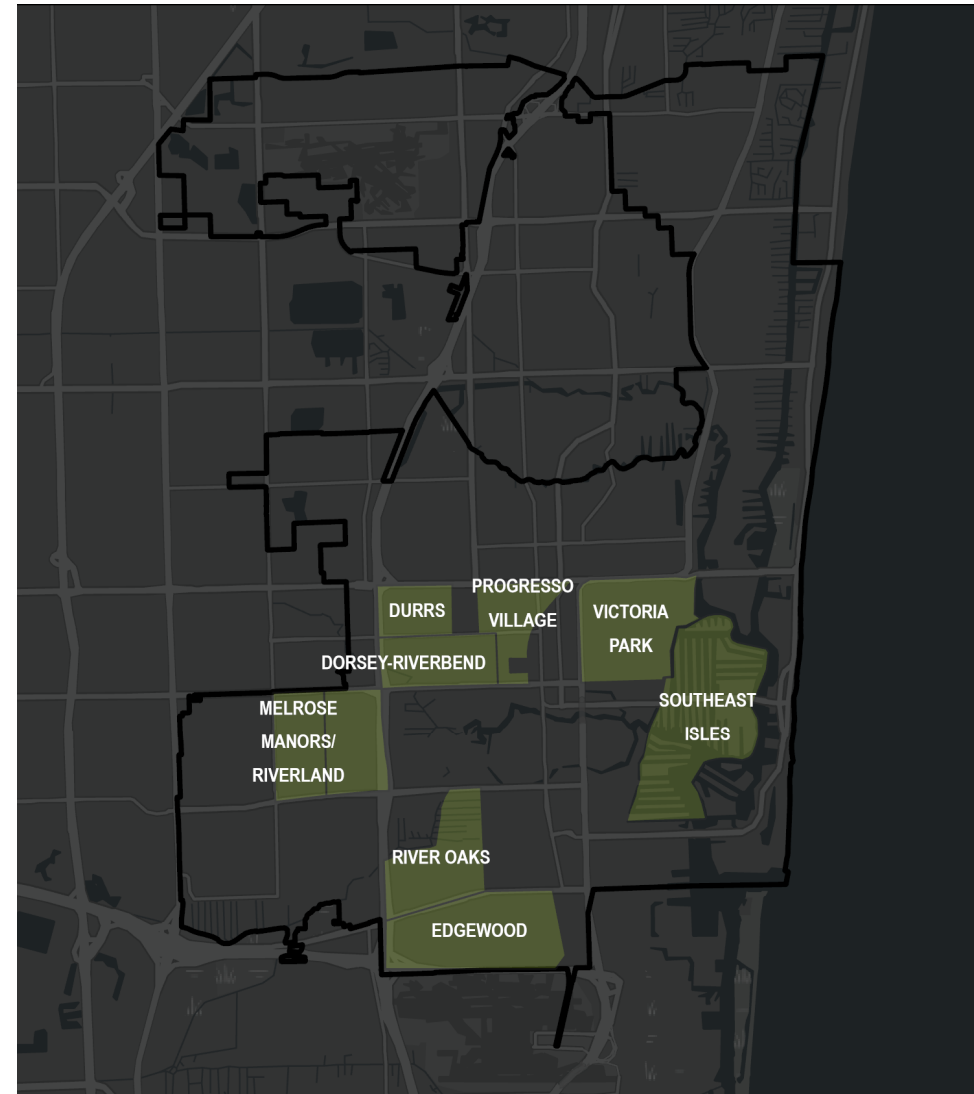 PROGRESSO
VILLAGE
DURRS
VICTORIA
PARK
DORSEY-RIVERBEND
MELROSE
MANORS/
RIVERLAND
SOUTHEAST
ISLES
RIVER OAKS
EDGEWOOD